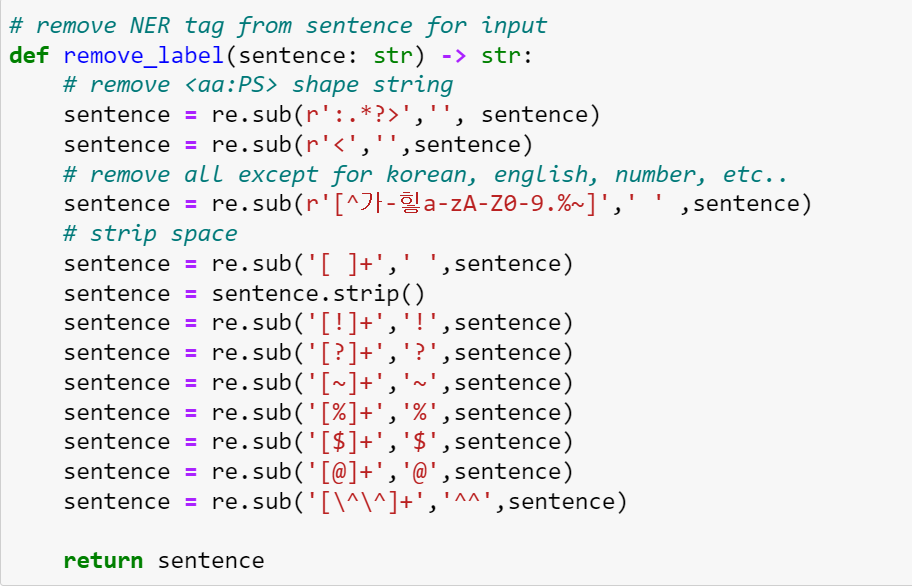 # remove NER tag from sentence for input
def remove_label(sentence: str) -> str:
    # remove <aa:PS> shape string
    sentence = re.sub(r':.*?>','', sentence)
    sentence = re.sub(r'<','',sentence)
    # remove all except for korean, english, number, etc..
    sentence = re.sub(r'[^가-힣a-zA-Z0-9.%~]',' ' ,sentence)
    # strip space
    sentence = re.sub('[ ]+',' ',sentence)
    sentence = sentence.strip()
    sentence = re.sub('[!]+','!',sentence)
    sentence = re.sub('[?]+','?',sentence)
    sentence = re.sub('[~]+','~',sentence)
    sentence = re.sub('[%]+','%',sentence)
    sentence = re.sub('[$]+','$',sentence)
    sentence = re.sub('[@]+','@',sentence)
    sentence = re.sub('[\^\^]+','^^',sentence)

    return sentence